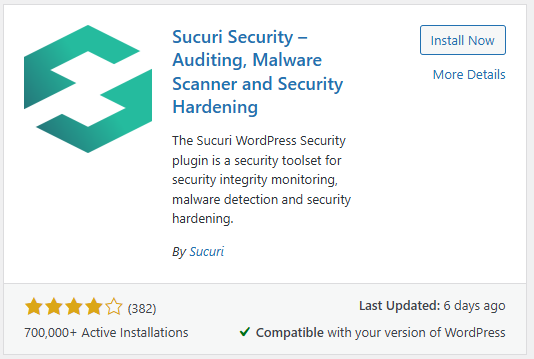 Sucuri Security –
Auditing, Malware
Scanner and Security
Hardening
Install Now
More Details
The Sucuri WordPress Security
plugin is a security toolset for
security integrity monitoring,
malware detection and security
hardening.
By Sucuri
(382)
700,000+ Active Installations
Last Updated: 6 days ago
Compatible with your version of WordPress